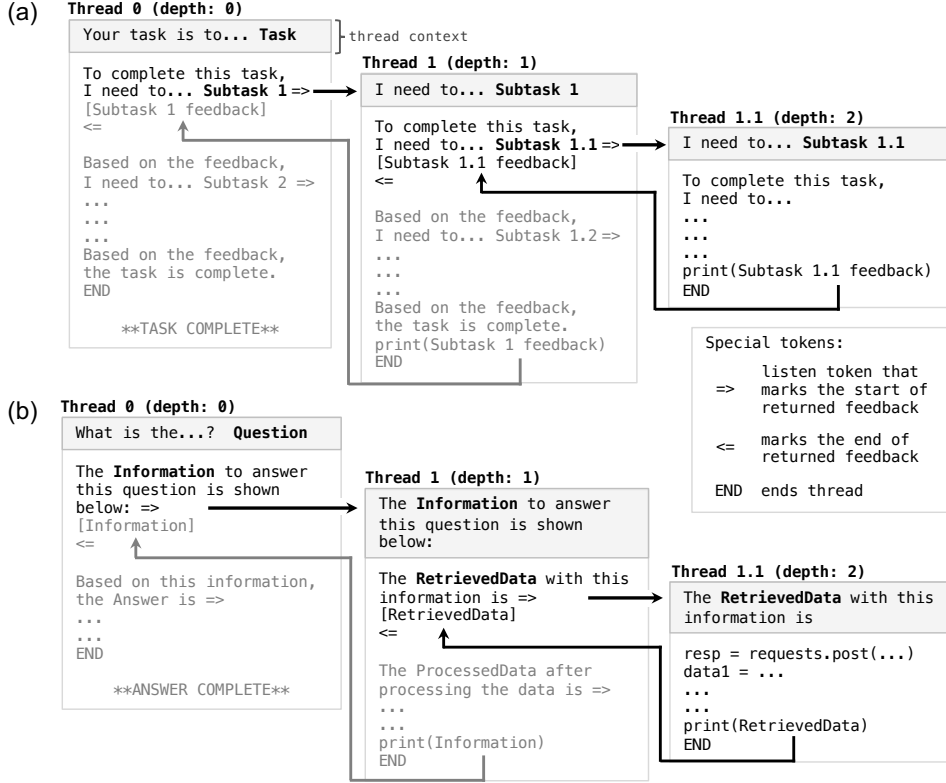 (a)
Thread 0 (depth: 0)
Your task is to... Task
thread context
To complete this task,
I need to... Subtask 1 =>
[Subtask 1 feedback]
<=
Based on the feedback,
I need to... Subtask 2 =>
...
...
...
Based on the feedback,
the task is complete.
END
**TASK COMPLETE**
Thread 1 (depth: 1)
I need to... Subtask 1
To complete this task,
I need to... Subtask 1.1 =>
[Subtask 1.1 feedback]
<=
Based on the feedback,
I need to... Subtask 1.2 =>
...
...
...
Based on the feedback,
the task is complete.
print(Subtask 1 feedback)
END
Thread 1.1 (depth: 2)
I need to... Subtask 1.1
To complete this task,
I need to...
...
...
...
print(Subtask 1.1 feedback)
END
Special tokens:
=> listen token that
marks the start of
returned feedback
<= marks the end of
returned feedback
END ends thread
(b)
Thread 0 (depth: 0)
What is the...? Question
The Information to answer
this question is shown
below: =>
[Information]
<=
Based on this information,
the Answer is =>
...
...
END
**ANSWER COMPLETE**
Thread 1 (depth: 1)
The Information to answer
this question is shown
below:
The RetrievedData with this
information is =>
[RetrievedData]
<=
The ProcessedData after
processing the data is =>
...
...
print(Information)
END
Thread 1.1 (depth: 2)
The RetrievedData with this
information is
resp = requests.post(...)
data1 = ...
...
...
print(RetrievedData)
END